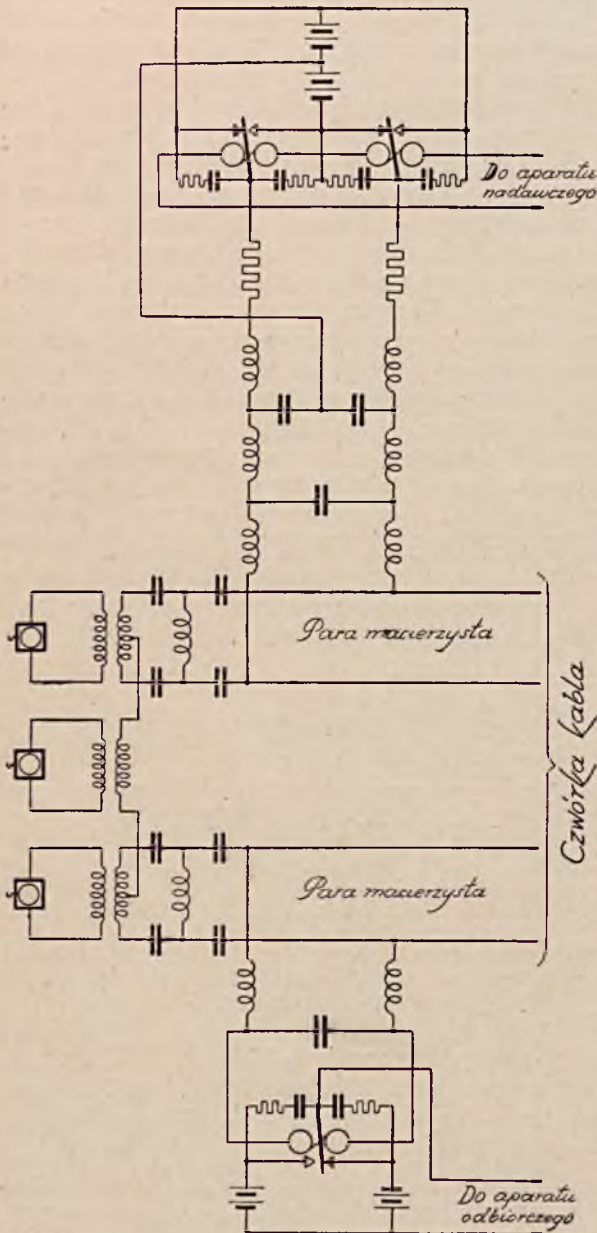 Do aparatu
nadawczego
Para macierzysta
Para macierzysta
Czwórka kabla
Do aparatu
odbiorczego